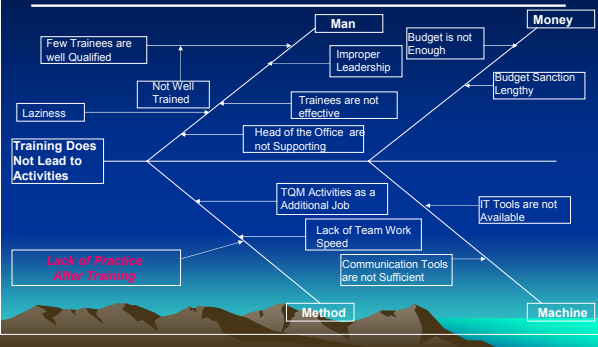 Man
Money
Few Trainees are
well Qualified
Improper
Leadership
Budget is not
Enough
Not Well
Trained
Budget Sanction
Lengthy
Laziness
Trainees are not
effective
Head of the Office are
not Supporting
Training Does
Not Lead to
Activities
TQM Activities as a
Additional Job
IT Tools are not
Available
Lack of Team Work
Speed
Lack of Practice
After Training
Communication Tools
are not Sufficient
Method
Machine